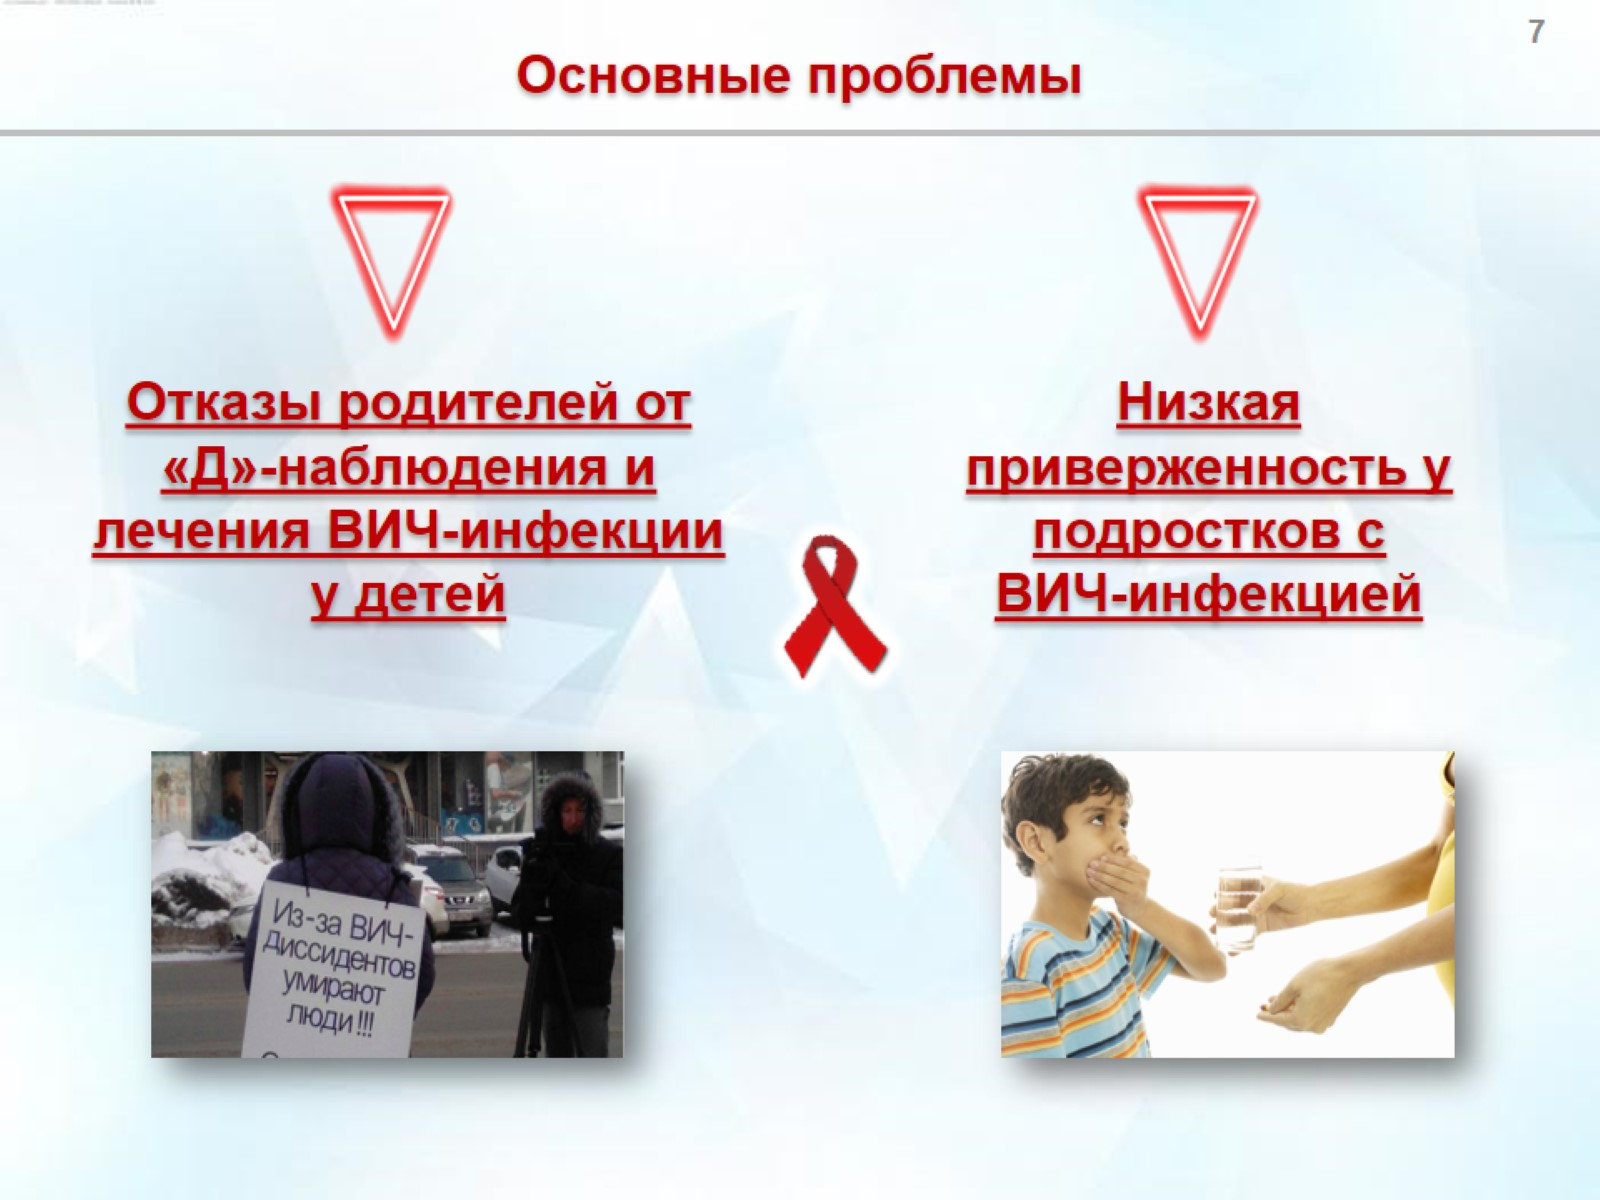 7
Основные проблемы
Отказы родителей от
«Д»-наблюдения и
лечения ВИЧ-инфекции
у детей
Низкая
приверженность у
подростков с
ВИЧ-инфекцией
Из-за ВИЧ-
диссидентов
умирают
люди!!!